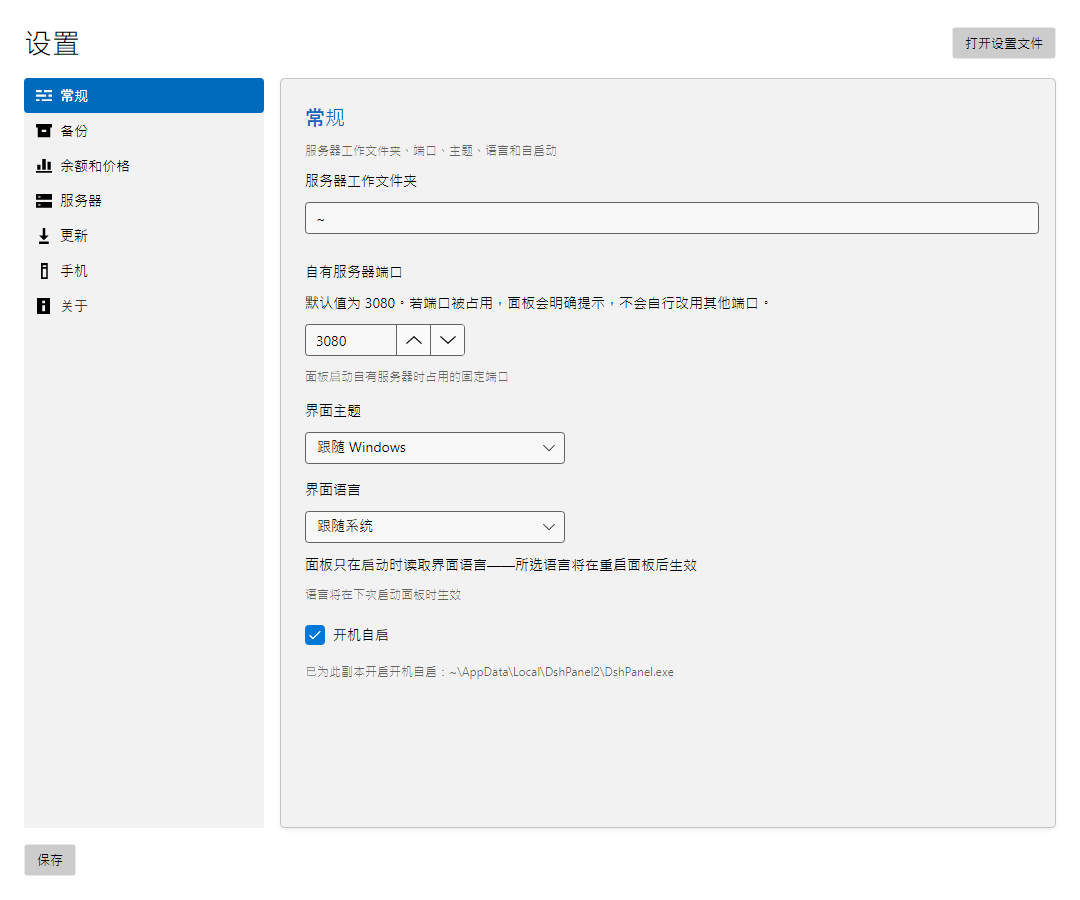 设置
打开设置文件
常规
备份
余额和价格
服务器
更新
手机
关于
常规
服务器工作文件夹、端口、主题、语言和自启动
服务器工作文件夹
~
自有服务器端口
默认值为 3080。若端口被占用，面板会明确提示，不会自行改用其他端口。
3080
面板启动自有服务器时占用的固定端口
界面主题
跟随 Windows
界面语言
跟随系统
面板只在启动时读取界面语言——所选语言将在重启面板后生效
语言将在下次启动面板时生效
开机自启
已为此副本开启开机自启：~\AppData\Local\DshPanel2\DshPanel.exe
保存